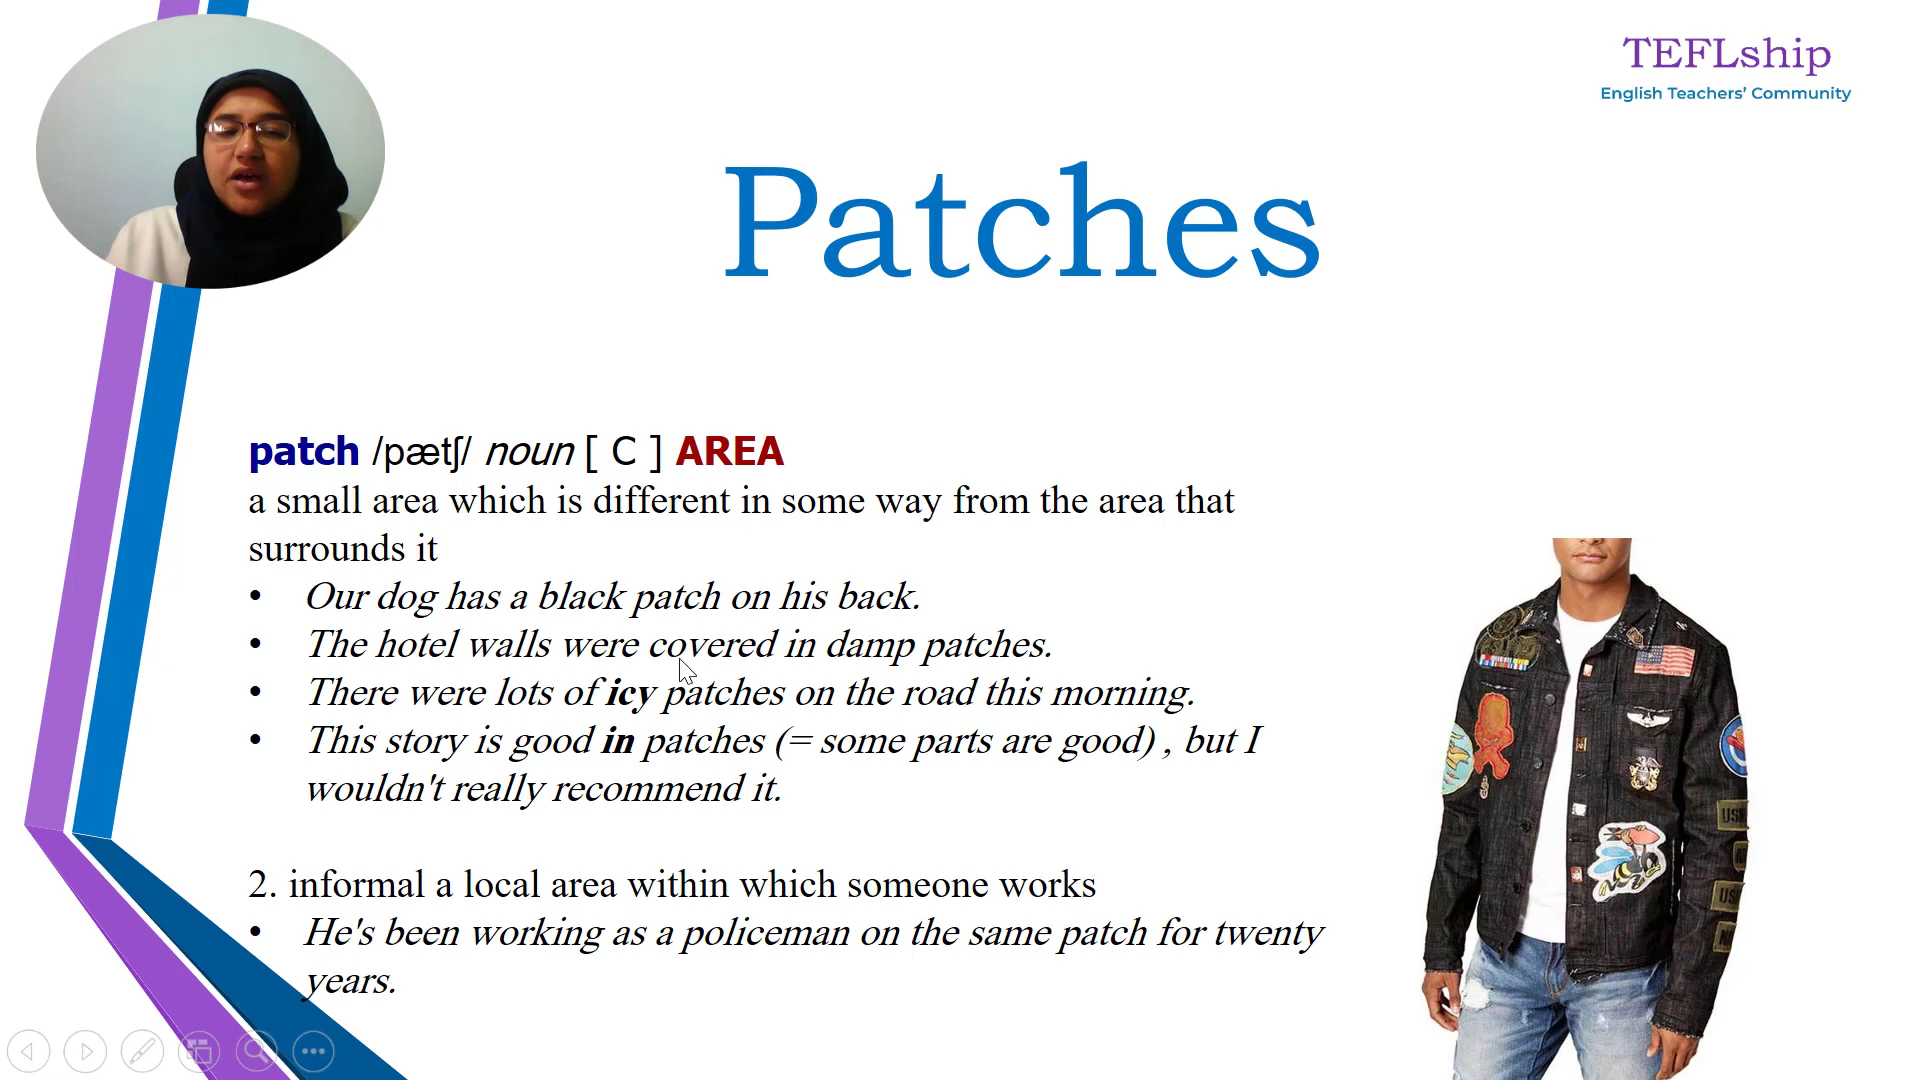 TEFLship
English Teachers' Community
Patches
patch /pætʃ/ noun [ C ] AREA
a small area which is different in some way from the area that
surrounds it
• Our dog has a black patch on his back.
• The hotel walls were covered in damp patches.
• There were lots of icy patches on the road this morning.
• This story is good in patches (= some parts are good) , but I
wouldn't really recommend it.
2. informal a local area within which someone works
• He's been working as a policeman on the same patch for twenty
years.